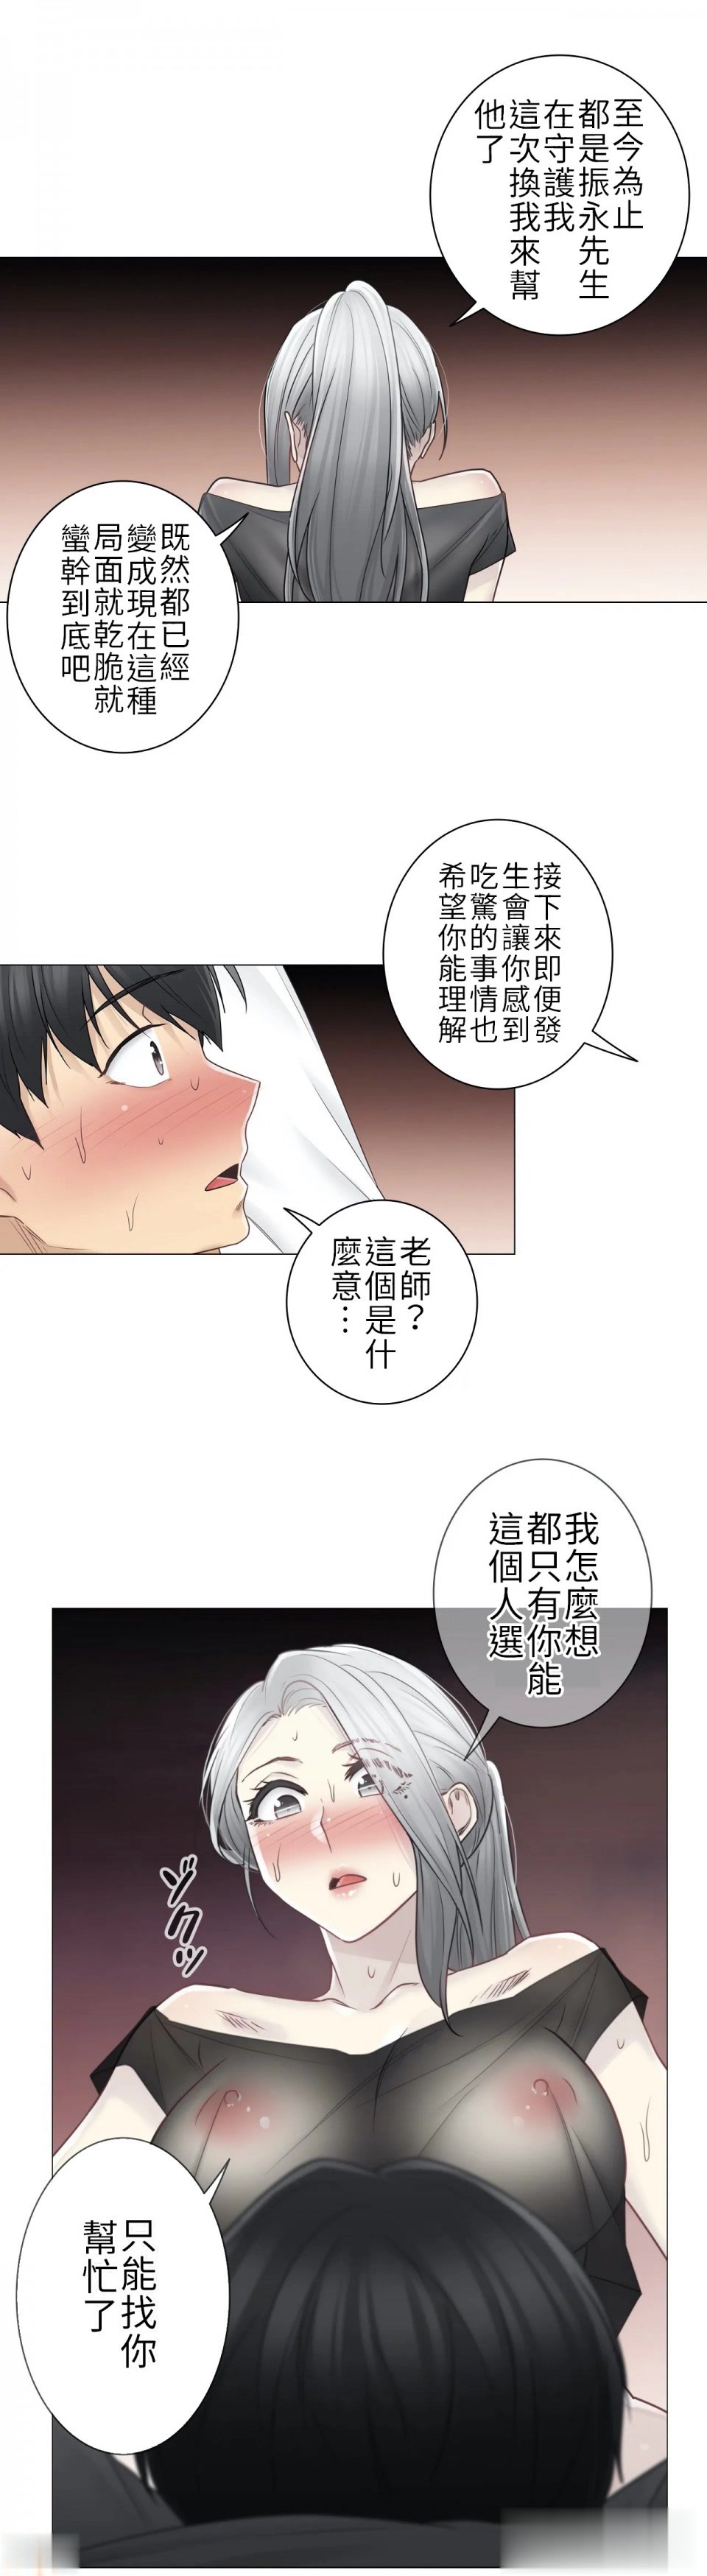 至今為止
都是振永先生
在守護我
這次換我來幫
他了
既然都已經
變成現在這種
局面就乾脆就
蠻幹到底吧
接下來即便發
生會讓你感到
吃驚的事情也
希望你能理解
老師？
這個是什
麼意…
我怎麼想
都只有你能
這個人選
ゾクッ
只能找你
幫忙了